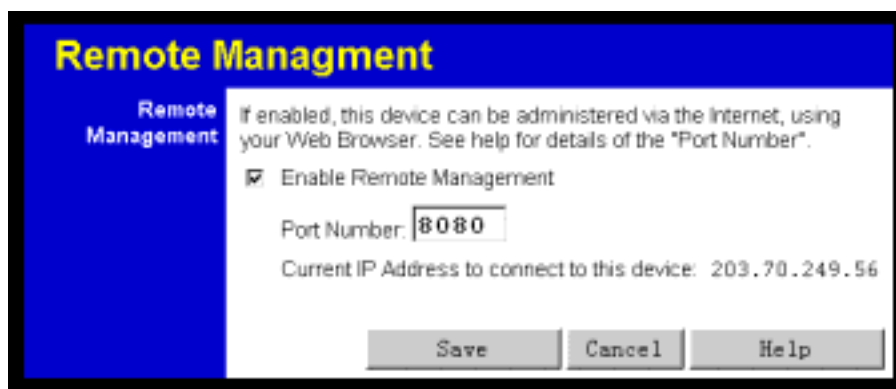 Remote Managment
Remote
Management
If enabled, this device can be administered via the Internet, using
your Web Browser. See help for details of the "Port Number".
Enable Remote Management
Port Number: 8080
Current IP Address to connect to this device: 203.70.249.56
Save Cancel Help